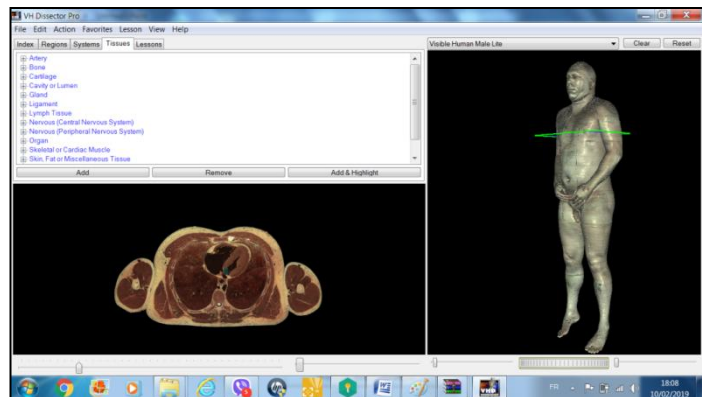 VH Dissector Pro
File Edit Action Favorites Lesson View Help
Index Regions Systems Tissues Lessons
Visible Human Male Lite
Clear Reset
Artery
Bone
Cartilage
Cavity or Lumen
Gland
Ligament
Lymph Tissue
Nervous (Central Nervous System)
Nervous (Peripheral Nervous System)
Organ
Skeletal or Cardiac Muscle
Skin, Fat or Miscellaneous Tissue
Add Remove Add & Highlight
FR
18:08
10/02/2019